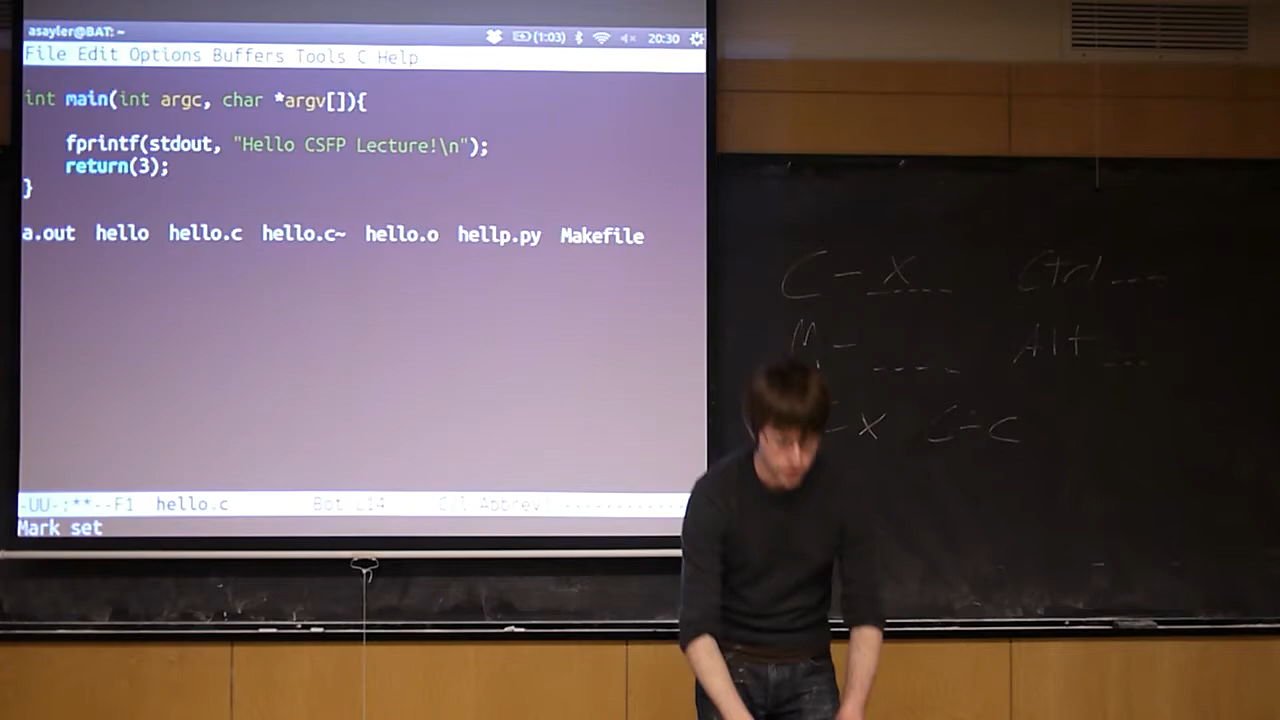 asayler@BAT: ~ (1:03) 20:30
File Edit Options Buffers Tools C Help
int main(int argc, char *argv[]){
fprintf(stdout, "Hello CSFP Lecture!\n");
return(3);
}
a.out hello hello.c hello.c~ hello.o hellp.py Makefile
-UU-:**--F1 hello.c Bot L14
Mark set
C - X Ctrl
M - Alt
- X C - C